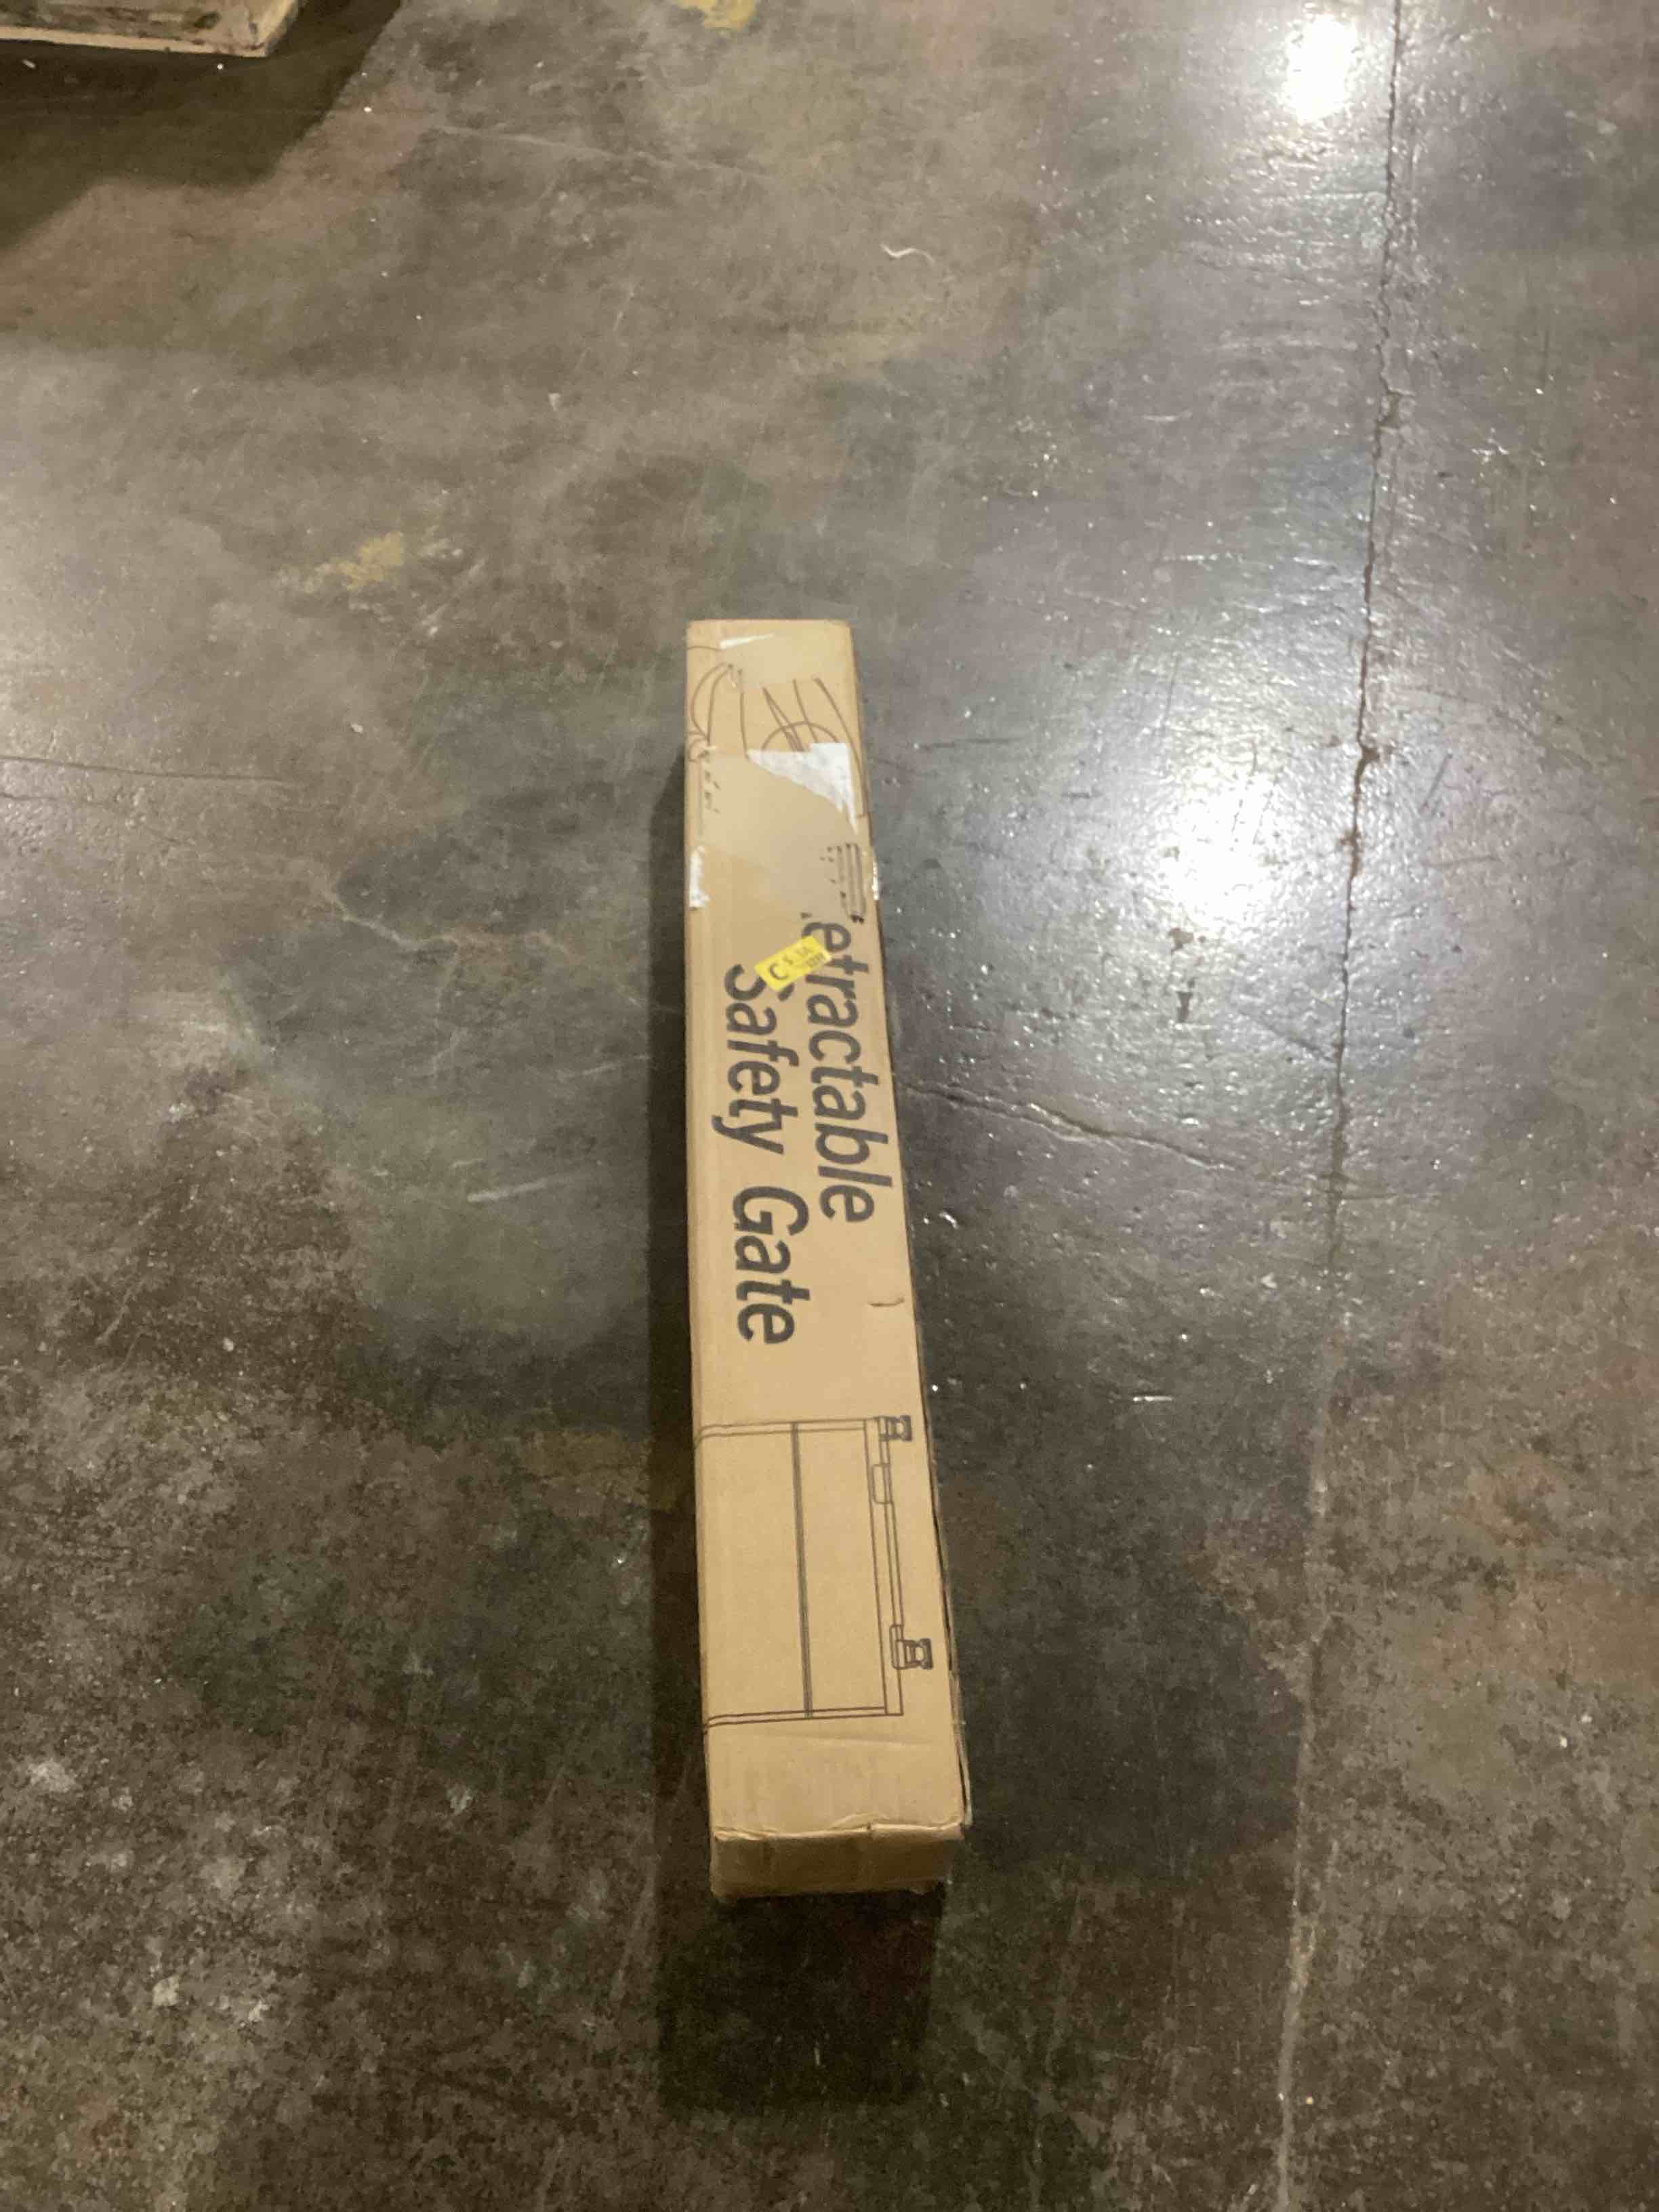 etractable
Safety Gate
C